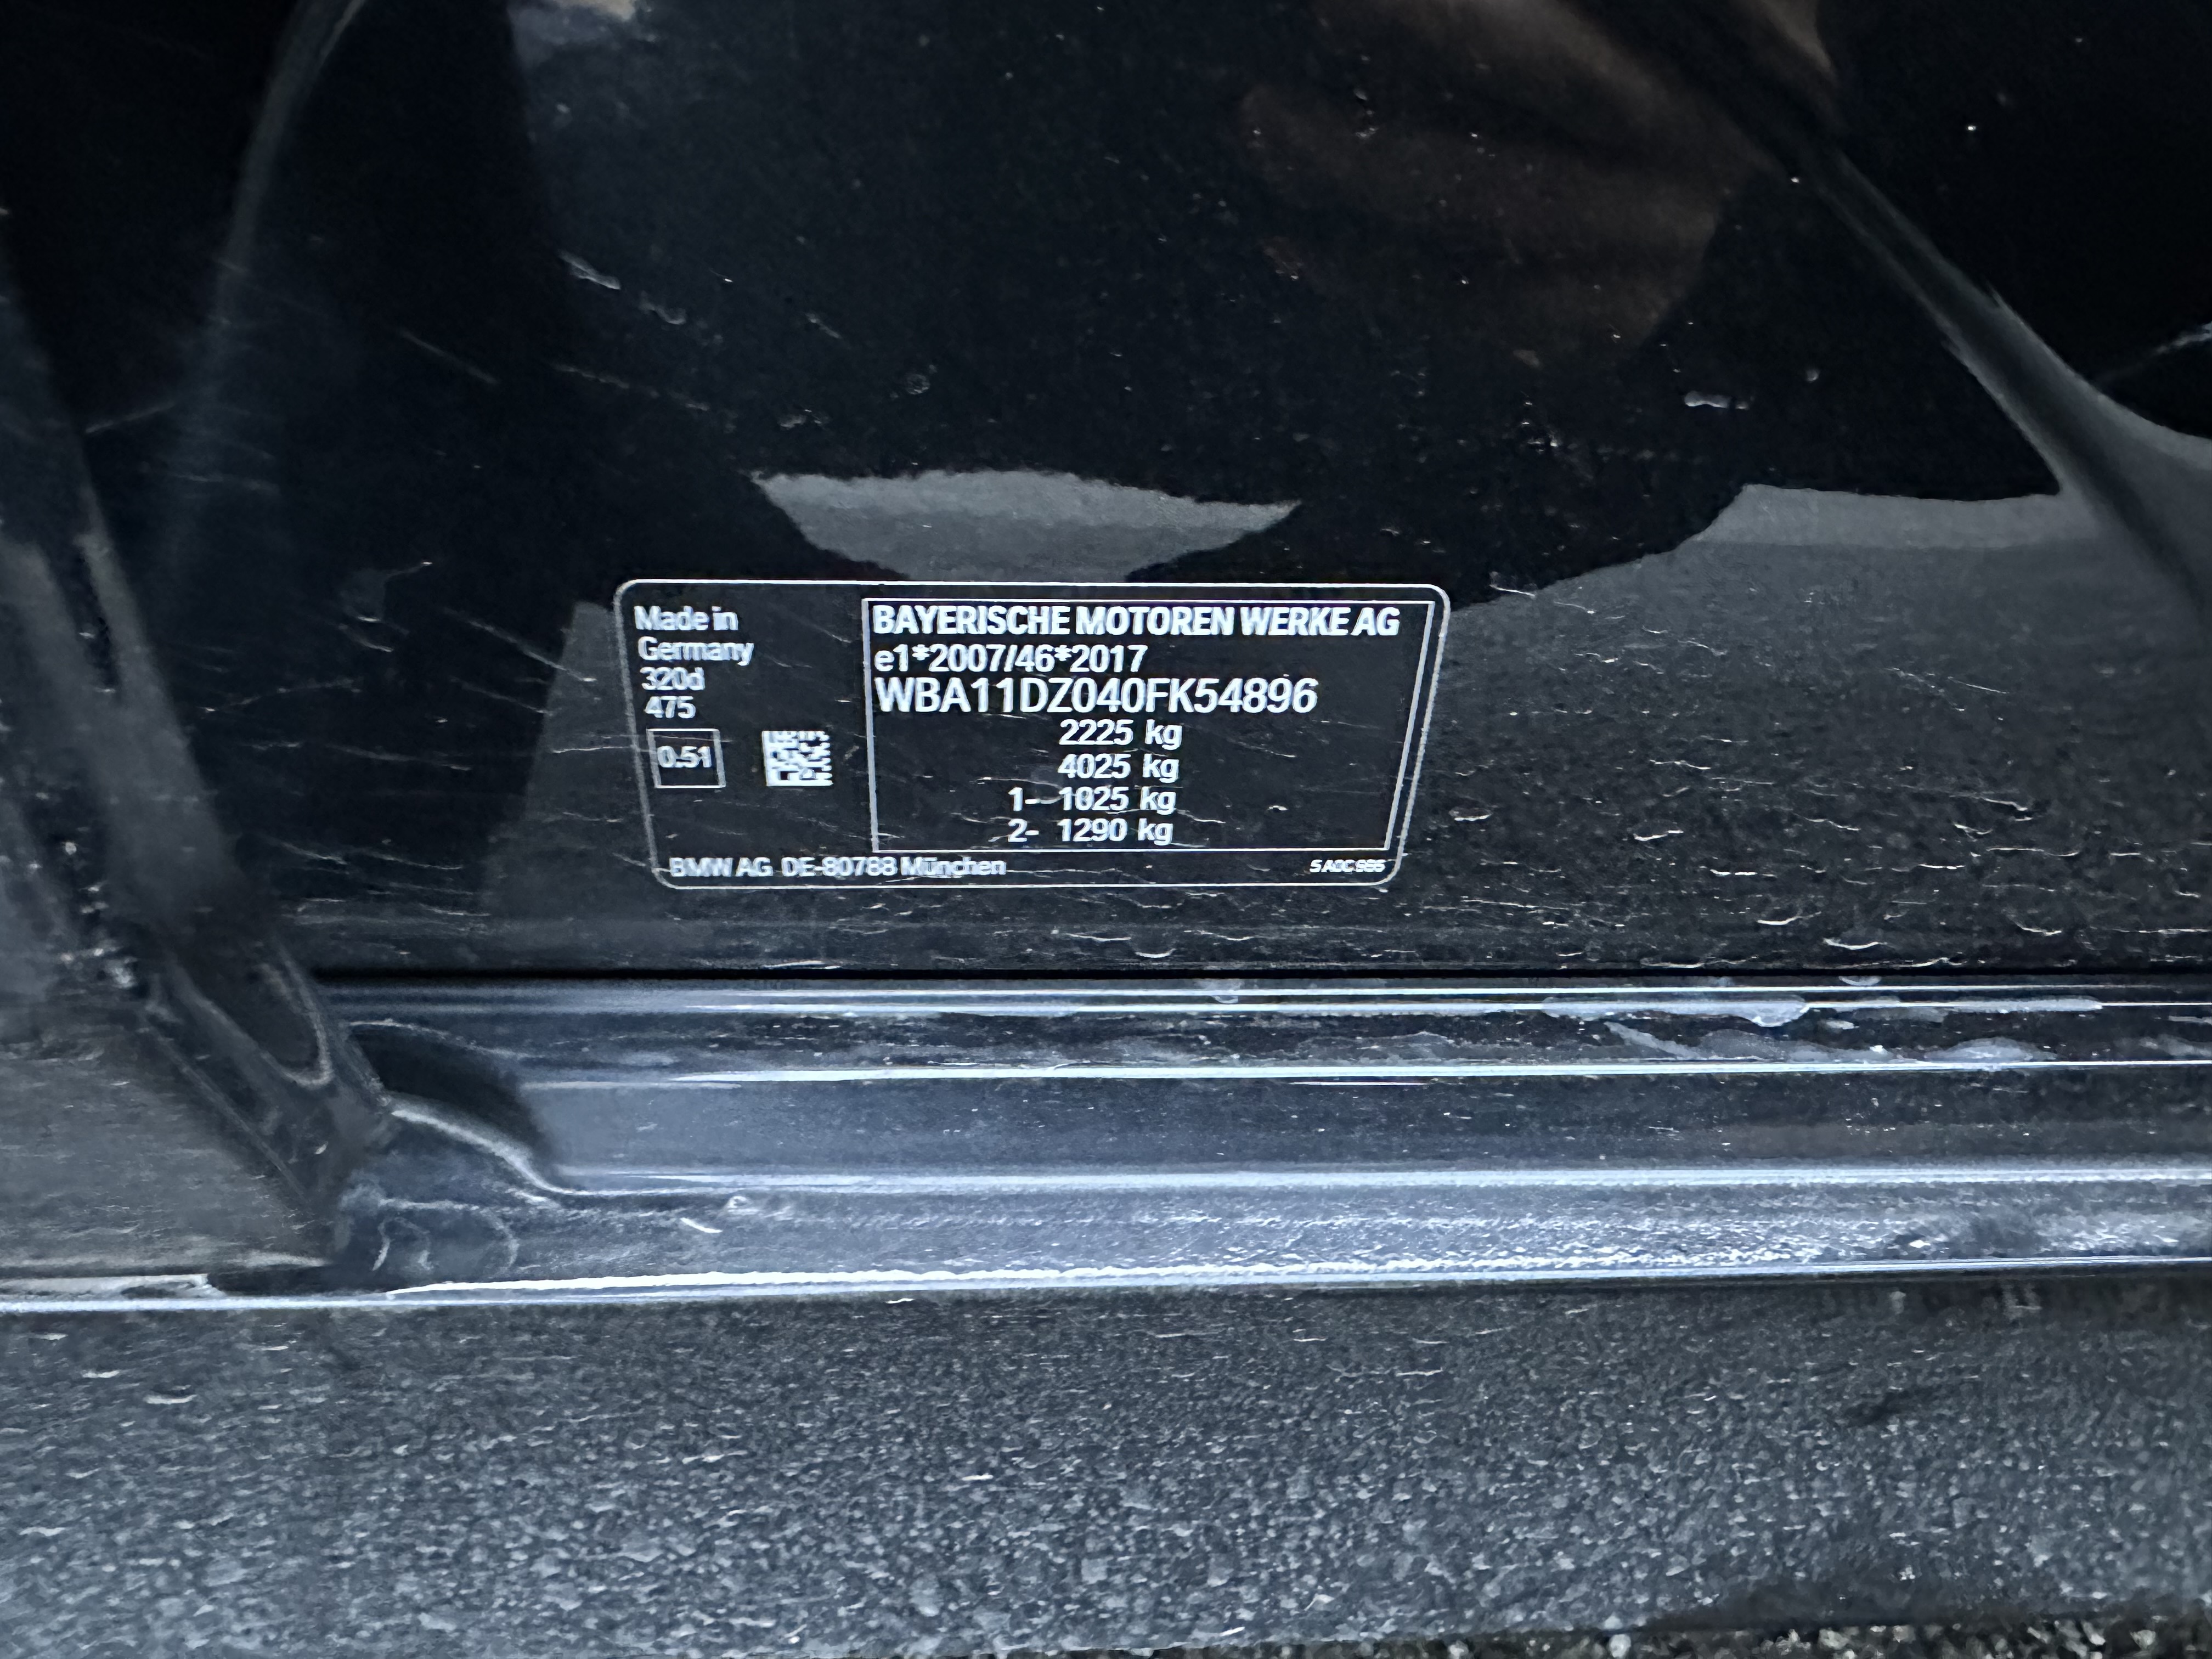 Made in
Germany
320d
475
0.51
BAYERISCHE MOTOREN WERKE AG
e1*2007/46*2017
WBA11DZ040FK54896
2225 kg
4025 kg
1- 1025 kg
2- 1290 kg
BMW AG DE-80788 München